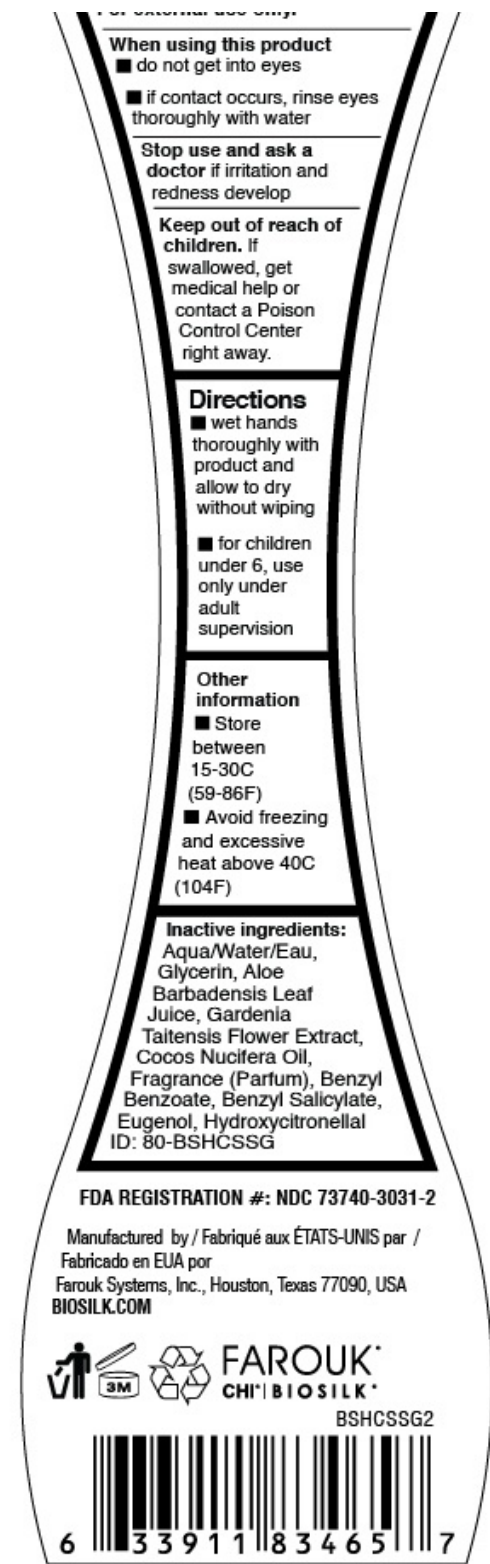 For external use only.
When using this product
■ do not get into eyes
■ if contact occurs, rinse eyes
thoroughly with water
Stop use and ask a
doctor if irritation and
redness develop
Keep out of reach of
children. If
swallowed, get
medical help or
contact a Poison
Control Center
right away.
Directions
■ wet hands
thoroughly with
product and
allow to dry
without wiping
■ for children
under 6, use
only under
adult
supervision
Other
information
■ Store
between
15-30C
(59-86F)
■ Avoid freezing
and excessive
heat above 40C
(104F)
Inactive ingredients:
Aqua/Water/Eau,
Glycerin, Aloe
Barbadensis Leaf
Juice, Gardenia
Taitensis Flower Extract,
Cocos Nucifera Oil,
Fragrance (Parfum), Benzyl
Benzoate, Benzyl Salicylate,
Eugenol, Hydroxycitronellal
ID: 80-BSHCSSG
FDA REGISTRATION #: NDC 73740-3031-2
Manufactured by / Fabriqué aux ÉTATS-UNIS par /
Fabricado en EUA por
Farouk Systems, Inc., Houston, Texas 77090, USA
BIOSILK.COM
3M
FAROUK
CHI | BIOSILK
BSHCSSG2
6 33911 83465 7